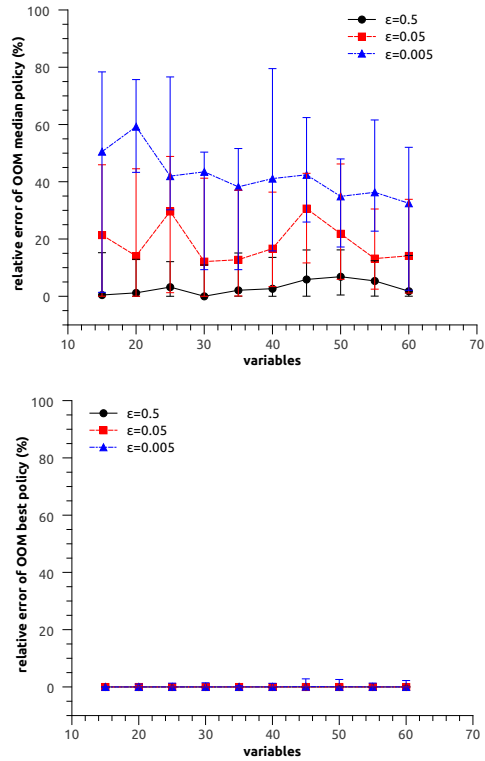 relative error of OOM median policy (%)
100
80
60
40
20
0
ε=0.5
ε=0.05
ε=0.005
10 20 30 40 50 60 70
variables
relative error of OOM best policy (%)
100
80
60
40
20
0
ε=0.5
ε=0.05
ε=0.005
10 20 30 40 50 60 70
variables